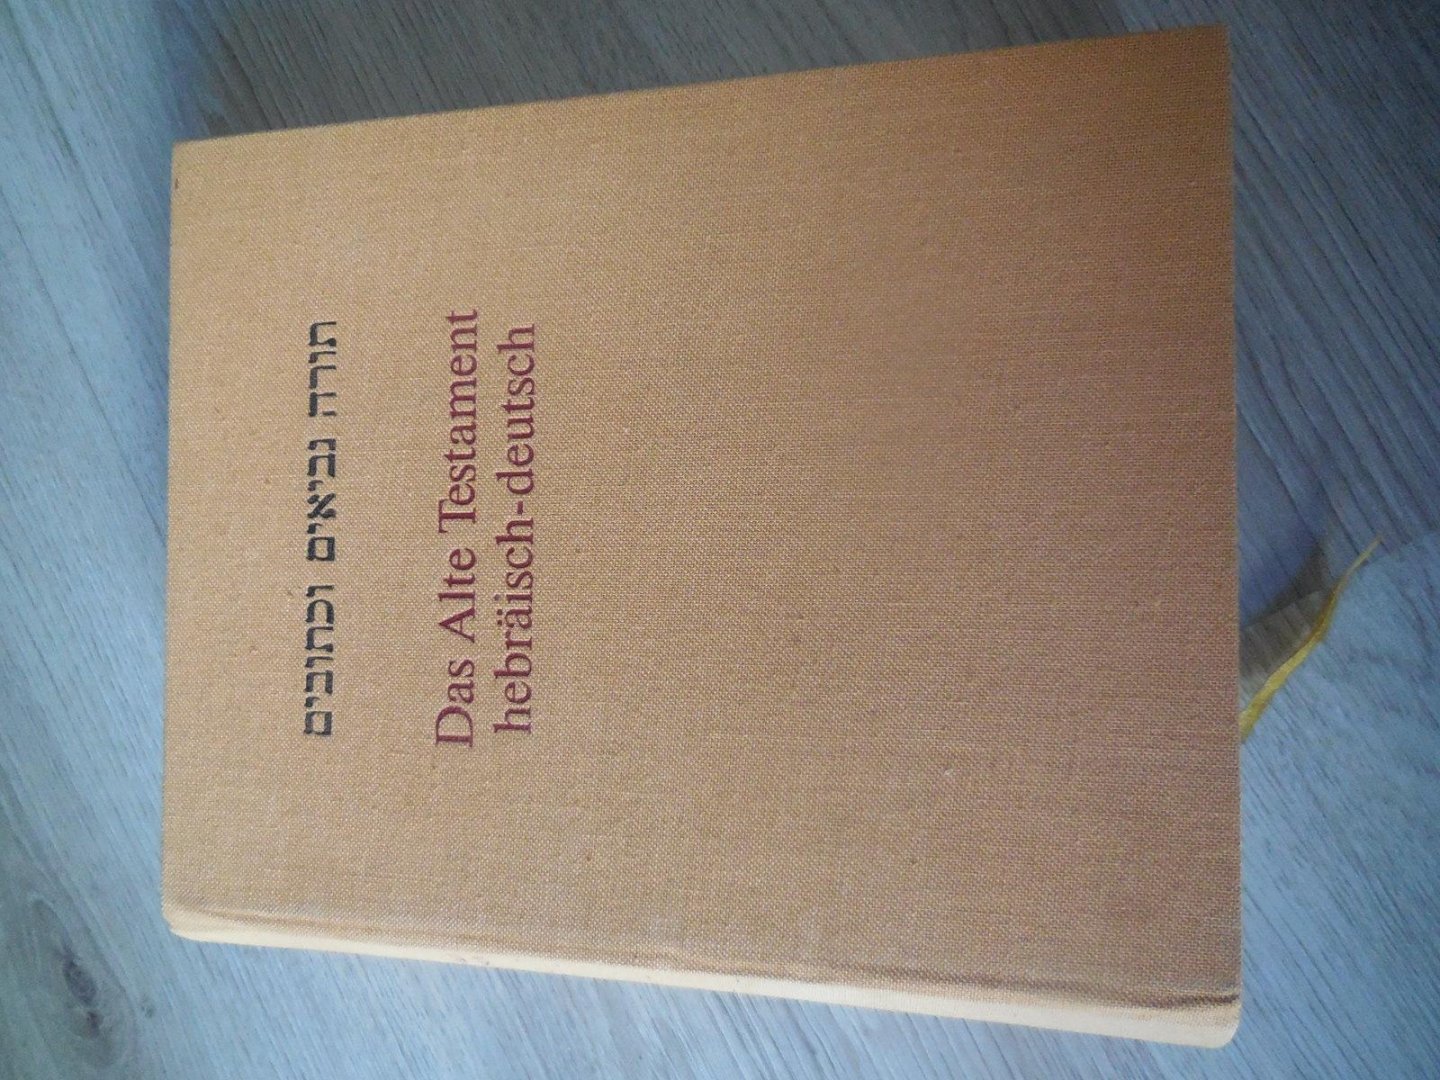 תורה נביאים וכתובים
Das Alte Testament
hebräisch-deutsch